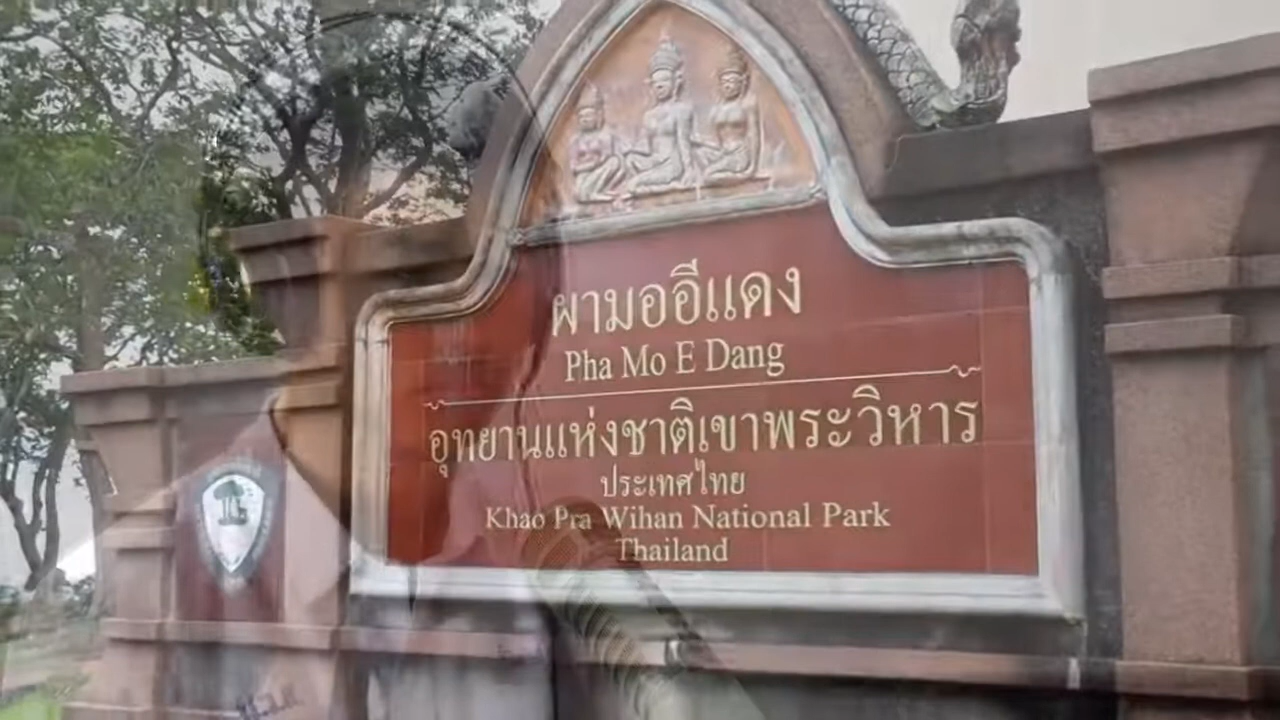 ผามออีแดง
Pha Mo E Dang
อุทยานแห่งชาติเขาพระวิหาร
ประเทศไทย
Khao Pra Wihan National Park
Thailand